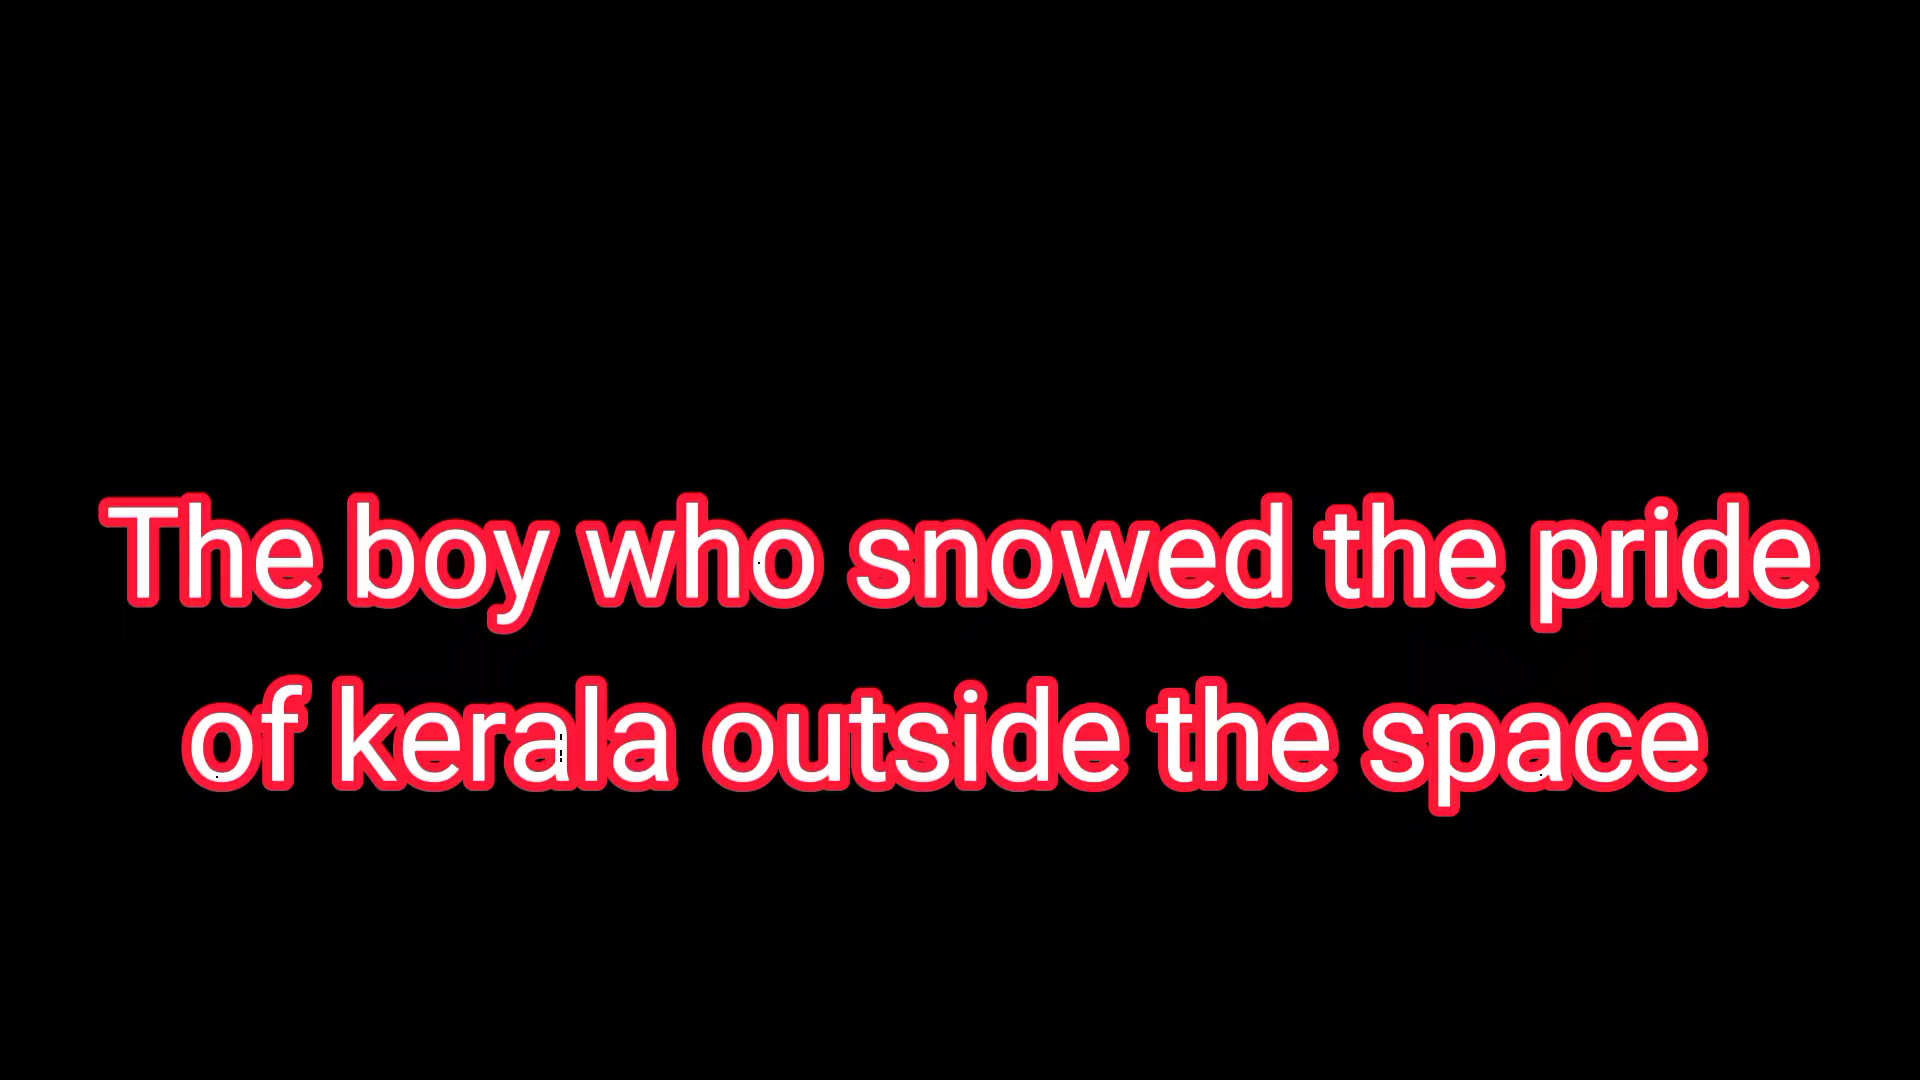 The boy who snowed the pride
of kerala outside the space